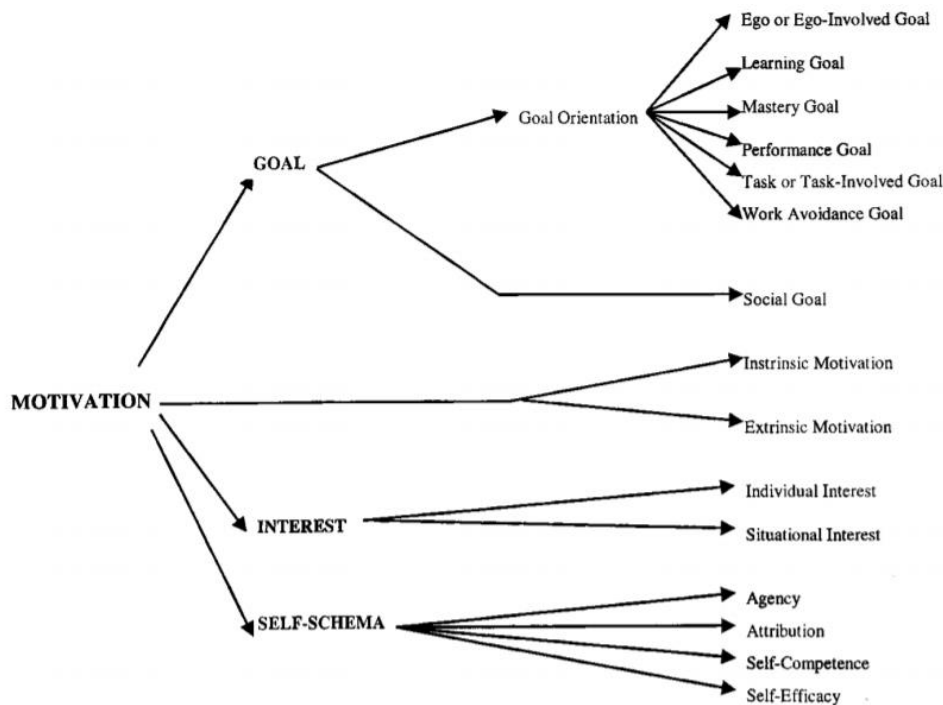 Ego or Ego-Involved Goal
Learning Goal
Goal Orientation
Mastery Goal
Performance Goal
GOAL
Task or Task-Involved Goal
Work Avoidance Goal
Social Goal
Instrinsic Motivation
MOTIVATION
Extrinsic Motivation
Individual Interest
INTEREST
Situational Interest
Agency
SELF-SCHEMA
Attribution
Self-Competence
Self-Efficacy